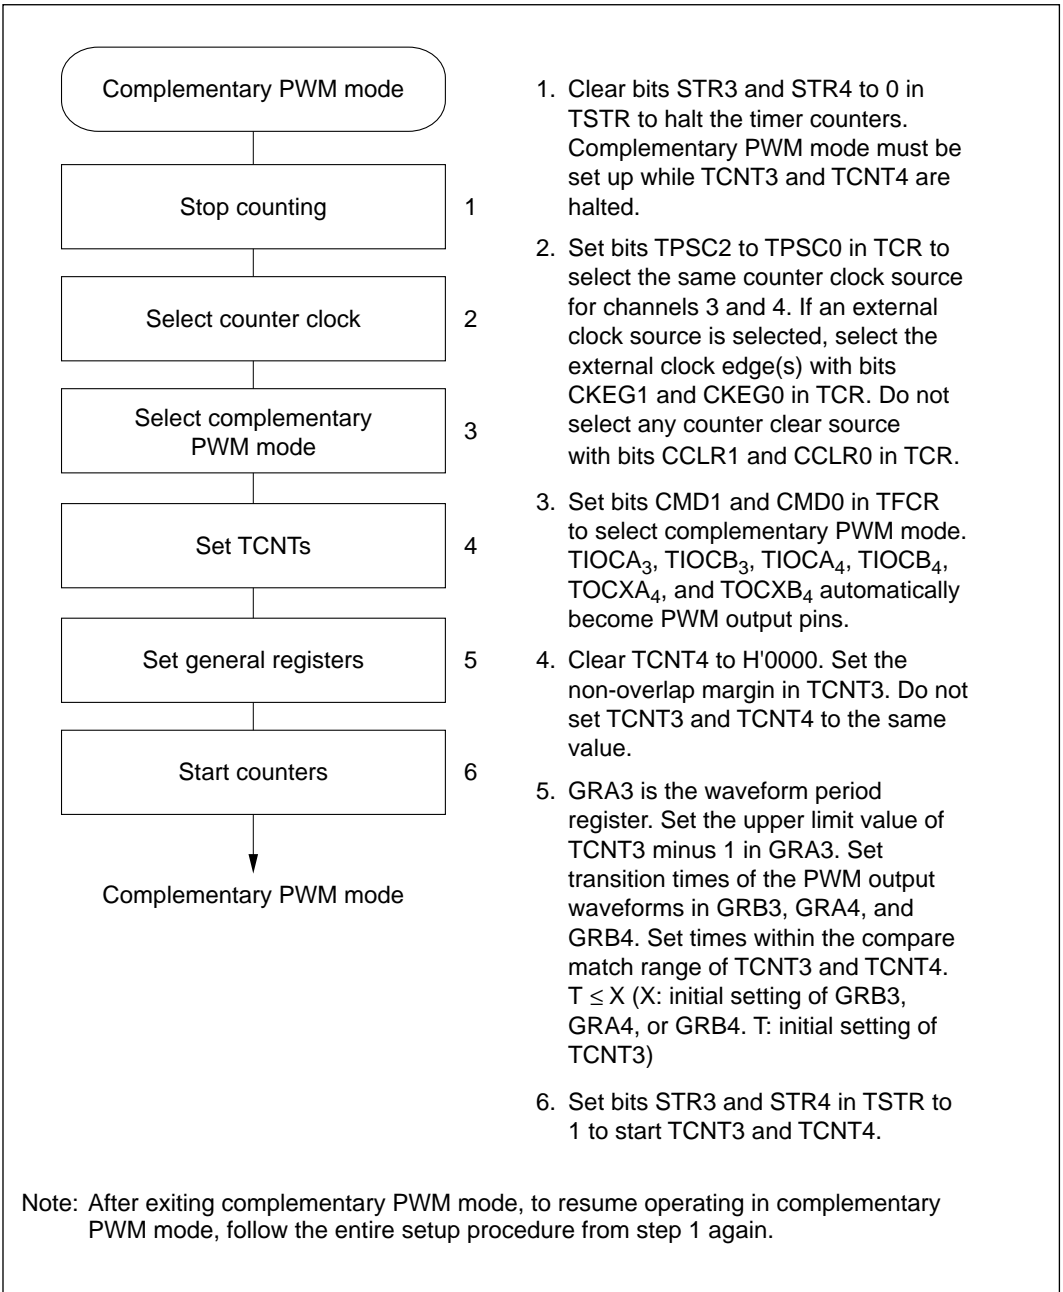 Complementary PWM mode
Stop counting 1
Select counter clock 2
Select complementary
PWM mode 3
Set TCNTs 4
Set general registers 5
Start counters 6
Complementary PWM mode
1. Clear bits STR3 and STR4 to 0 in
TSTR to halt the timer counters.
Complementary PWM mode must be
set up while TCNT3 and TCNT4 are
halted.
2. Set bits TPSC2 to TPSC0 in TCR to
select the same counter clock source
for channels 3 and 4. If an external
clock source is selected, select the
external clock edge(s) with bits
CKEG1 and CKEG0 in TCR. Do not
select any counter clear source
with bits CCLR1 and CCLR0 in TCR.
3. Set bits CMD1 and CMD0 in TFCR
to select complementary PWM mode.
TIOCA₃, TIOCB₃, TIOCA₄, TIOCB₄,
TOCXA₄, and TOCXB₄ automatically
become PWM output pins.
4. Clear TCNT4 to H'0000. Set the
non-overlap margin in TCNT3. Do not
set TCNT3 and TCNT4 to the same
value.
5. GRA3 is the waveform period
register. Set the upper limit value of
TCNT3 minus 1 in GRA3. Set
transition times of the PWM output
waveforms in GRB3, GRA4, and
GRB4. Set times within the compare
match range of TCNT3 and TCNT4.
T ≤ X (X: initial setting of GRB3,
GRA4, or GRB4. T: initial setting of
TCNT3)
6. Set bits STR3 and STR4 in TSTR to
1 to start TCNT3 and TCNT4.
Note: After exiting complementary PWM mode, to resume operating in complementary
PWM mode, follow the entire setup procedure from step 1 again.